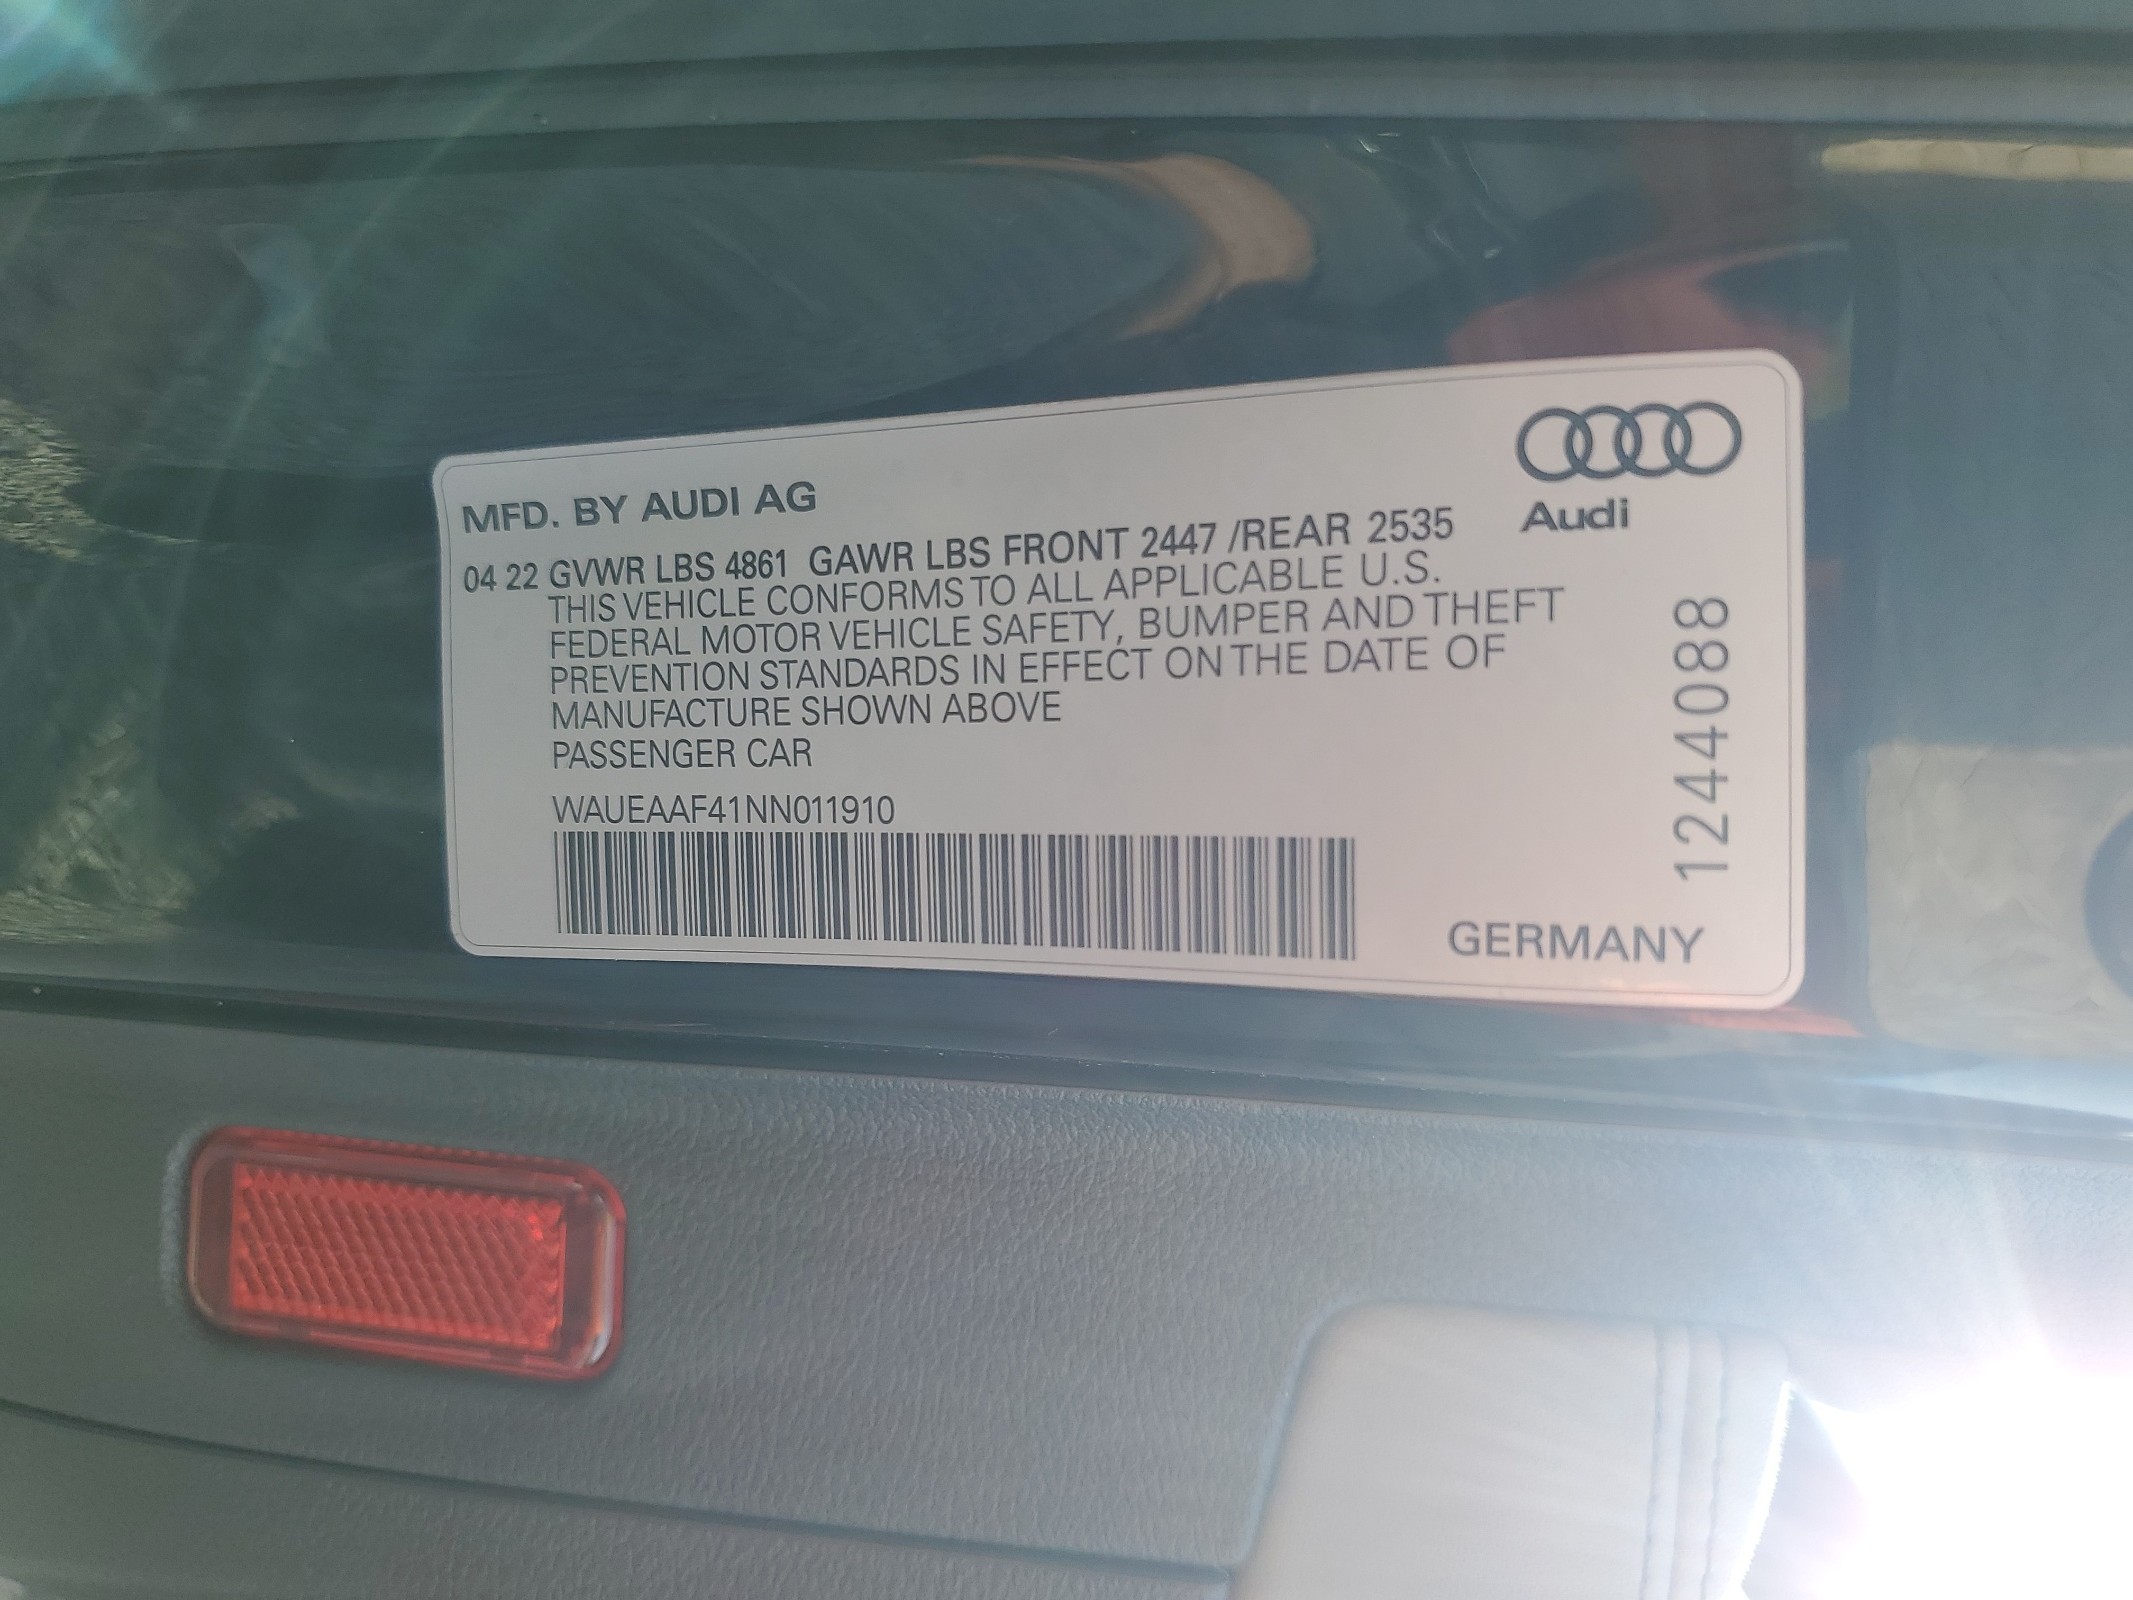 MFD. BY AUDI AG
Audi
04 22 GVWR LBS 4861 GAWR LBS FRONT 2447 /REAR 2535
THIS VEHICLE CONFORMS TO ALL APPLICABLE U.S.
FEDERAL MOTOR VEHICLE SAFETY, BUMPER AND THEFT
PREVENTION STANDARDS IN EFFECT ON THE DATE OF
MANUFACTURE SHOWN ABOVE
PASSENGER CAR
WAUEAAF41NN011910
GERMANY
1244088